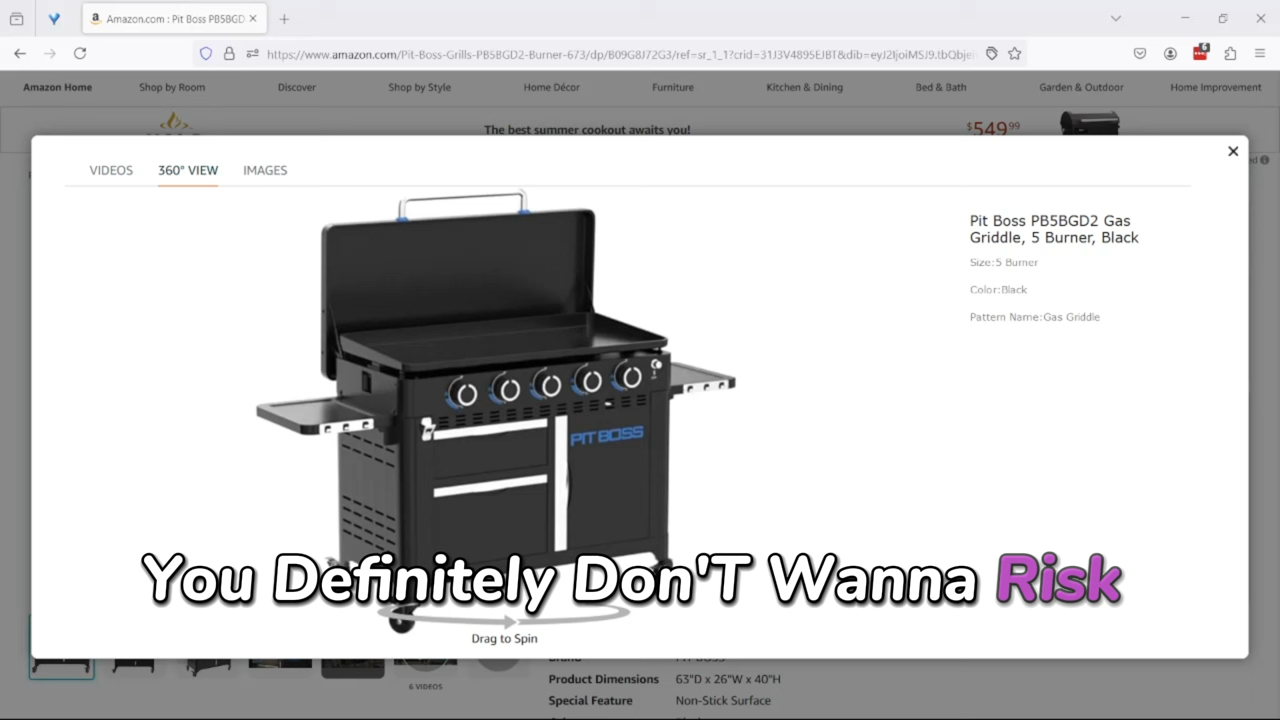 Amazon.com : Pit Boss PB5BGD
https://www.amazon.com/Pit-Boss-Grills-PB5BGD2-Burner-673/dp/B09G8J72G3/ref=sr_1_1?crid=31J3V4895EJBT&dib=eyJ2IjoiMSJ9.tbQbje
6
Amazon Home Shop by Room Discover Shop by Style Home Décor Furniture Kitchen & Dining Bed & Bath Garden & Outdoor Home Improvement
The best summer cookout awaits you!
$549.99
VIDEOS 360° VIEW IMAGES
Pit Boss PB5BGD2 Gas
Griddle, 5 Burner, Black
Size:5 Burner
Color:Black
Pattern Name:Gas Griddle
PIT BOSS
You Definitely Don'T Wanna Risk
Drag to Spin
6 VIDEOS
Product Dimensions 63"D x 26"W x 40"H
Special Feature Non-Stick Surface